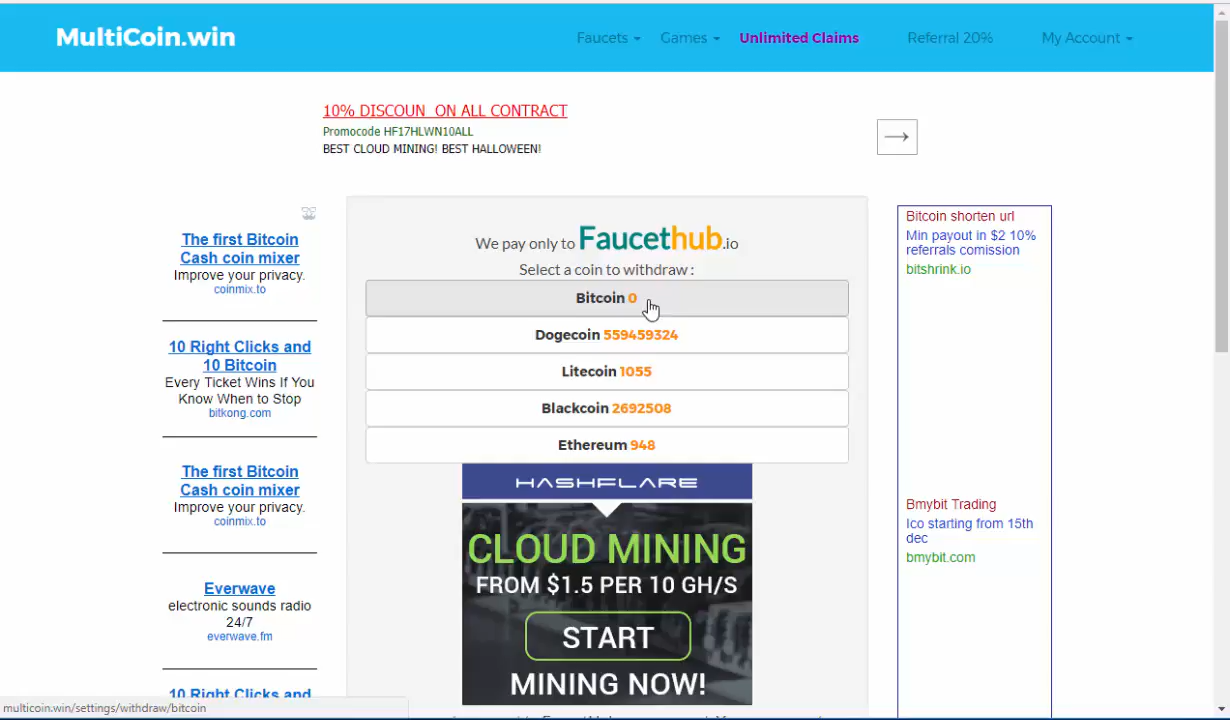 MultiCoin.win
Faucets
Games
Unlimited Claims
Referral 20%
My Account
10% DISCOUN ON ALL CONTRACT
Promocode HF17HLWN10ALL
BEST CLOUD MINING! BEST HALLOWEEN!
The first Bitcoin
Cash coin mixer
Improve your privacy.
coinmix.to
10 Right Clicks and
10 Bitcoin
Every Ticket Wins If You
Know When to Stop
bitkong.com
The first Bitcoin
Cash coin mixer
Improve your privacy.
coinmix.to
Everwave
electronic sounds radio
24/7
everwave.fm
10 Right Clicks and
We pay only to Faucethub.io
Select a coin to withdraw :
Bitcoin 0
Dogecoin 559459324
Litecoin 1055
Blackcoin 2692508
Ethereum 948
HASHFLARE
CLOUD MINING
FROM $1.5 PER 10 GH/S
START
MINING NOW!
Bitcoin shorten url
Min payout in $2 10%
referrals comission
bitshrink.io
Bmybit Trading
Ico starting from 15th
dec
bmybit.com
multicoin.win/settings/withdraw/bitcoin